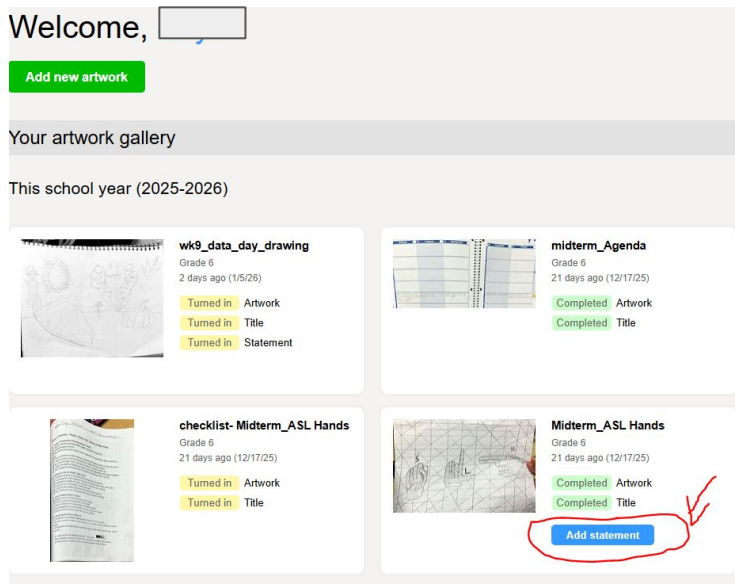 Welcome,
Add new artwork
Your artwork gallery
This school year (2025-2026)
wk9_data_day_drawing
Grade 6
2 days ago (1/5/26)
Turned in Artwork
Turned in Title
Turned in Statement
midterm_Agenda
Grade 6
21 days ago (12/17/25)
Completed Artwork
Completed Title
checklist- Midterm_ASL Hands
Grade 6
21 days ago (12/17/25)
Turned in Artwork
Turned in Title
S
L
Midterm_ASL Hands
Grade 6
21 days ago (12/17/25)
Completed Artwork
Completed Title
Add statement